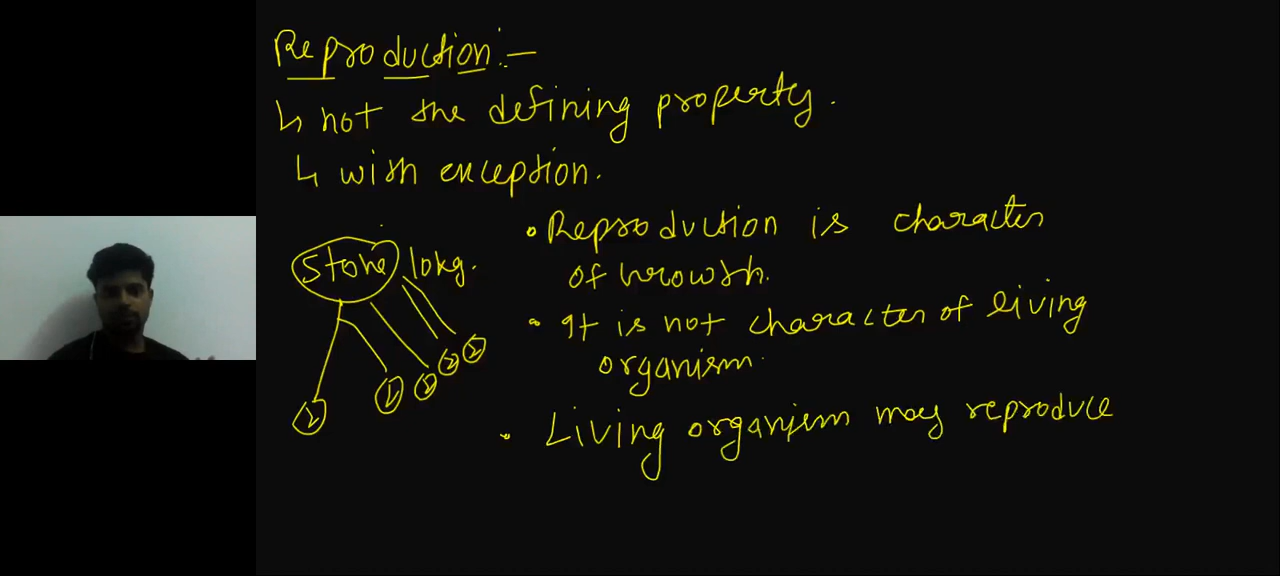 Reproduction:-
↳ not the defining property.
↳ with exception.
Stone 10kg.
• Reproduction is character
of Growth.
• It is not character of living
organism.
• Living organism may reproduce